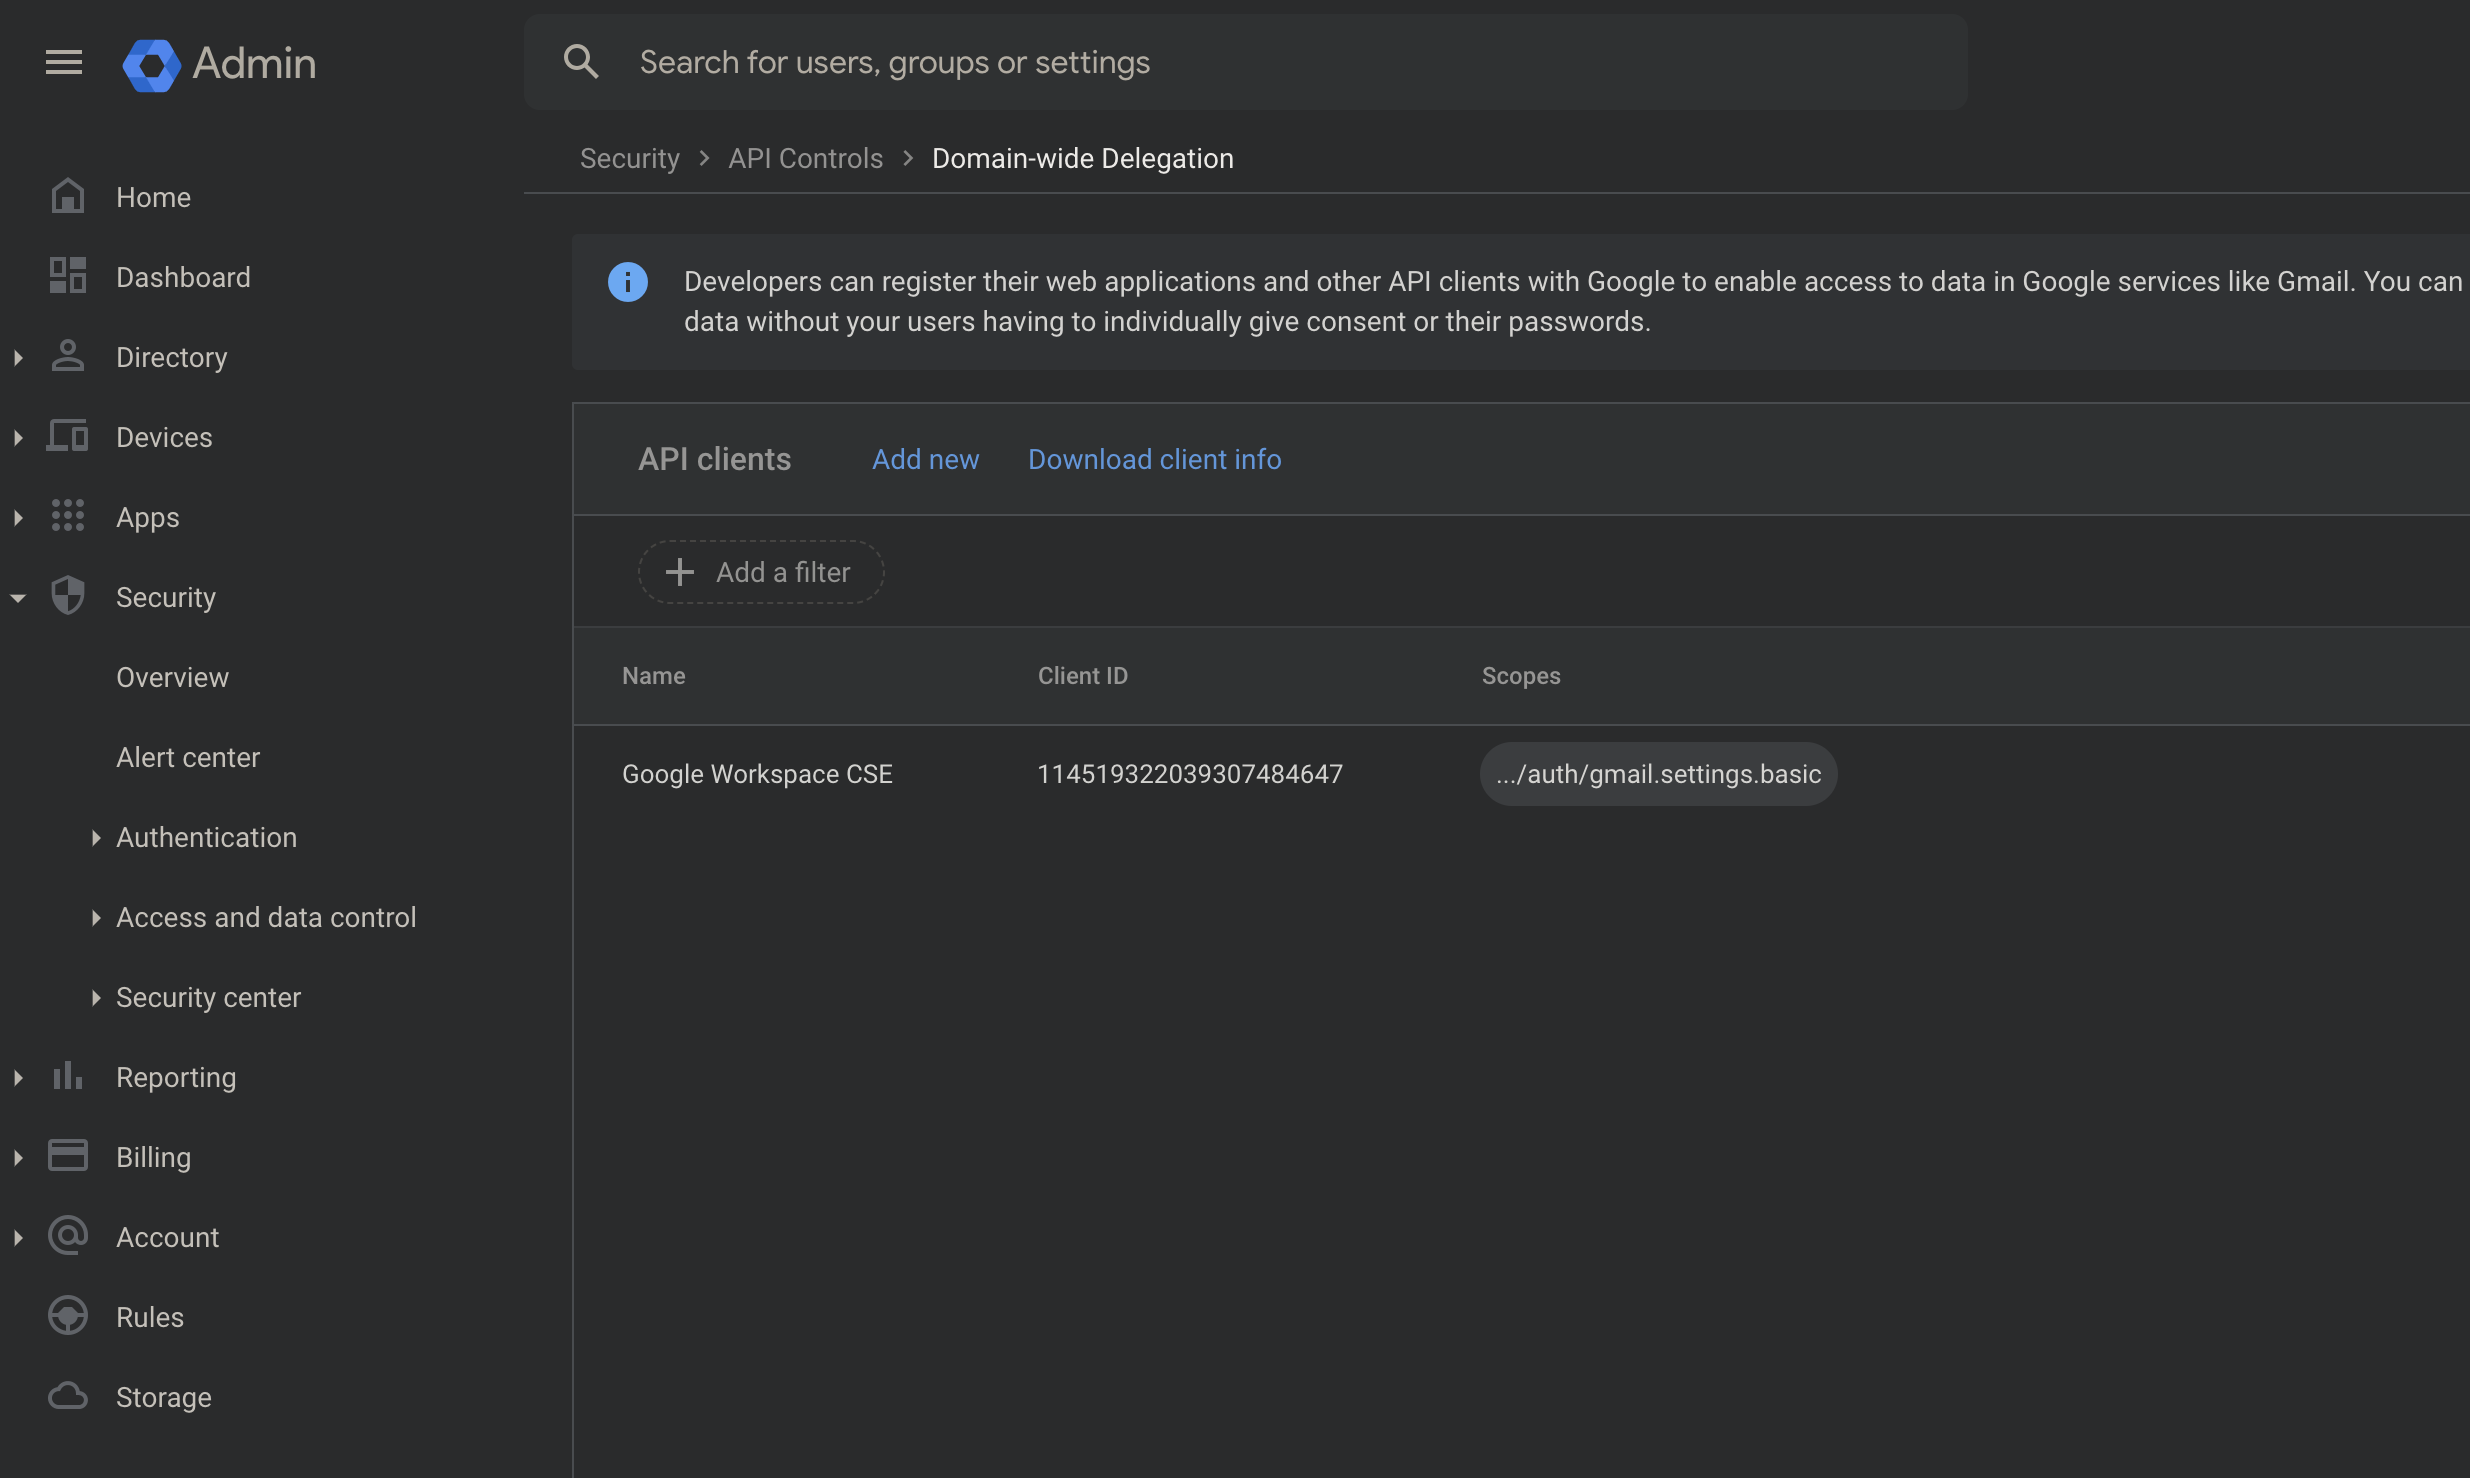 Admin
Search for users, groups or settings
Security > API Controls > Domain-wide Delegation
Home
Dashboard
Directory
Devices
Apps
Security
Overview
Alert center
Authentication
Access and data control
Security center
Reporting
Billing
Account
Rules
Storage
Developers can register their web applications and other API clients with Google to enable access to data in Google services like Gmail. You can
data without your users having to individually give consent or their passwords.
API clients Add new Download client info
Add a filter
Name Client ID Scopes
Google Workspace CSE 114519322039307484647 .../auth/gmail.settings.basic